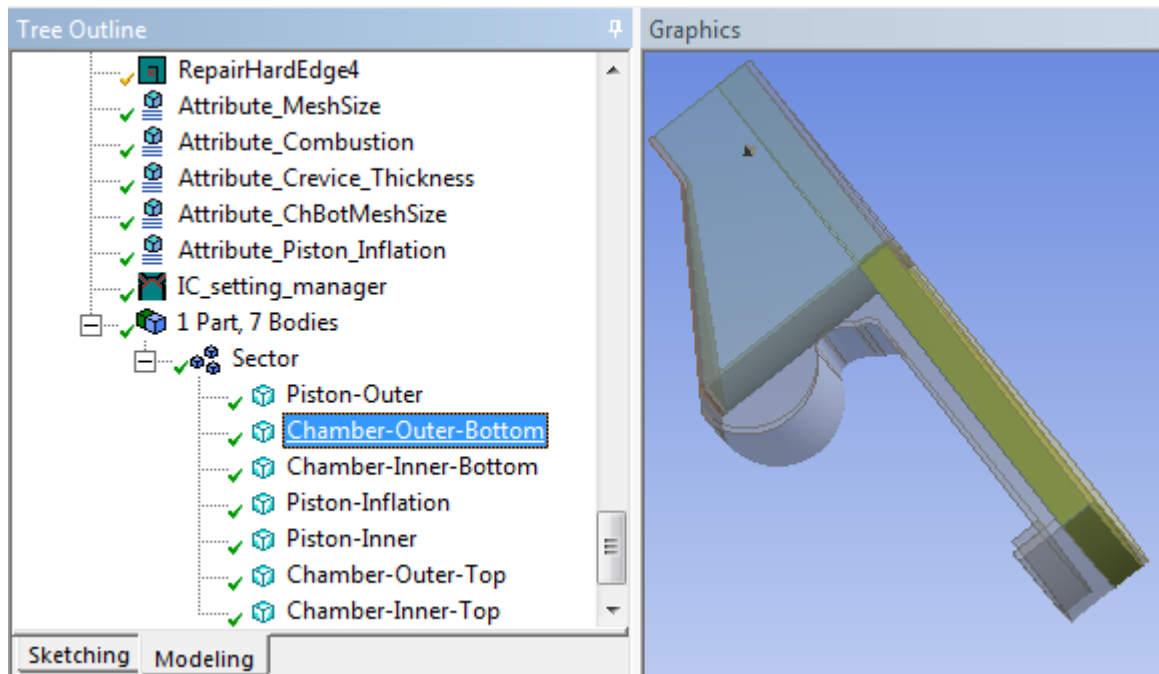 Tree Outline
RepairHardEdge4
Attribute_MeshSize
Attribute_Combustion
Attribute_Crevice_Thickness
Attribute_ChBotMeshSize
Attribute_Piston_Inflation
IC_setting_manager
1 Part, 7 Bodies
Sector
Piston-Outer
Chamber-Outer-Bottom
Chamber-Inner-Bottom
Piston-Inflation
Piston-Inner
Chamber-Outer-Top
Chamber-Inner-Top
Sketching Modeling
Graphics